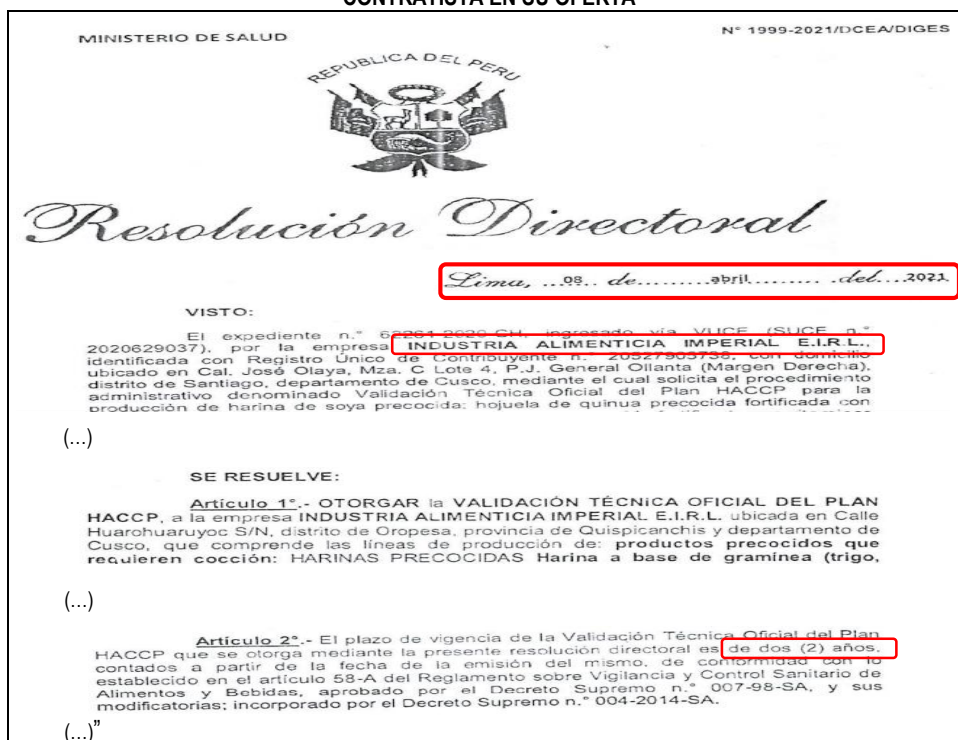 CONTRATISTA EN SU OFERTA
MINISTERIO DE SALUD
N° 1999-2021/DCEA/DIGES
REPUBLICA DEL PERU
Resolución Directoral
Lima, ...08.. de.........abril......... .del...2021
VISTO:
El expediente n.° 62261-2020-CH, ingresado vía VUCE (SUCE n.°
2020629037), por la empresa INDUSTRIA ALIMENTICIA IMPERIAL E.I.R.L.,
identificada con Registro Único de Contribuyente n.° con domicilio
ubicado en Cal. José Olaya, Mza. C Lote 4, P.J. General Ollanta (Margen Derecha),
distrito de Santiago, departamento de Cusco, mediante el cual solicita el procedimiento
administrativo denominado Validación Técnica Oficial del Plan HACCP para la
producción de harina de soya precocida; hojuela de quinua precocida fortificada con
(...)
SE RESUELVE:
Artículo 1°.- OTORGAR la VALIDACIÓN TÉCNICA OFICIAL DEL PLAN
HACCP, a la empresa INDUSTRIA ALIMENTICIA IMPERIAL E.I.R.L. ubicada en Calle
Huarohuaruyoc S/N, distrito de Oropesa, provincia de Quispicanchis y departamento de
Cusco, que comprende las líneas de producción de: productos precocidos que
requieren cocción: HARINAS PRECOCIDAS Harina a base de gramínea (trigo,
(...)
Artículo 2°.- El plazo de vigencia de la Validación Técnica Oficial del Plan
HACCP que se otorga mediante la presente resolución directoral es de dos (2) años,
contados a partir de la fecha de la emisión del mismo, de conformidad con lo
establecido en el artículo 58-A del Reglamento sobre Vigilancia y Control Sanitario de
Alimentos y Bebidas, aprobado por el Decreto Supremo n.° 007-98-SA, y sus
modificatorias; incorporado por el Decreto Supremo n.° 004-2014-SA.
(...)”